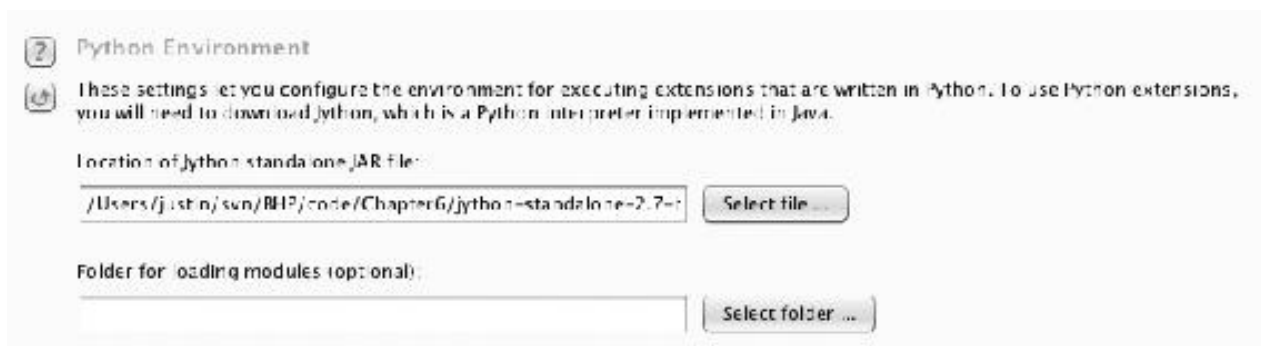 ?
Python Environment
These settings let you configure the environment for executing extensions that are written in Python. To use Python extensions,
you will need to download Jython, which is a Python interpreter implemented in Java.
Location of Jython standalone JAR file:
/Users/justin/svn/BHP/code/Chapter6/jython-standalone-2.7-
Select file ...
Folder for loading modules (optional):
Select folder ...